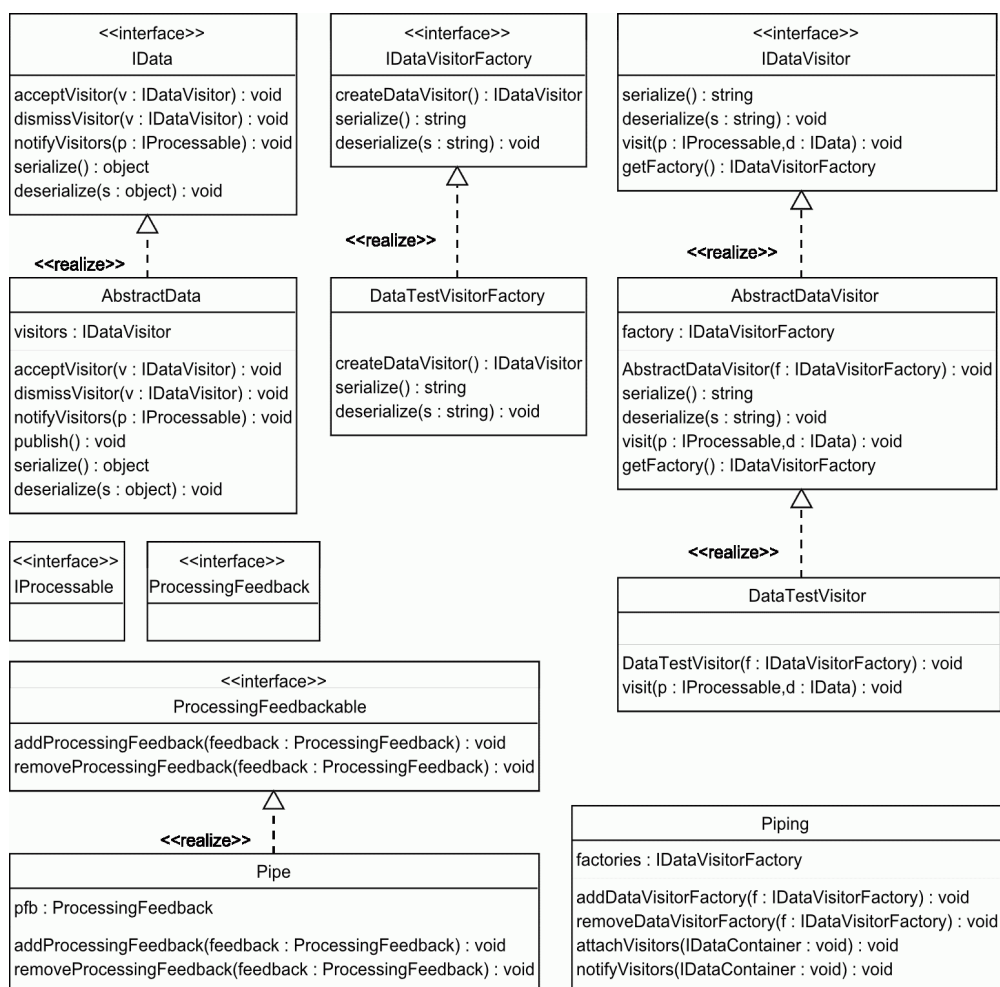 <<interface>>
IData
acceptVisitor(v : IDataVisitor) : void
dismissVisitor(v : IDataVisitor) : void
notifyVisitors(p : IProcessable) : void
serialize() : object
deserialize(s : object) : void
<<interface>>
IDataVisitorFactory
createDataVisitor() : IDataVisitor
serialize() : string
deserialize(s : string) : void
<<interface>>
IDataVisitor
serialize() : string
deserialize(s : string) : void
visit(p : IProcessable,d : IData) : void
getFactory() : IDataVisitorFactory
<<realize>>
<<realize>>
<<realize>>
AbstractData
visitors : IDataVisitor
acceptVisitor(v : IDataVisitor) : void
dismissVisitor(v : IDataVisitor) : void
notifyVisitors(p : IProcessable) : void
publish() : void
serialize() : object
deserialize(s : object) : void
DataTestVisitorFactory
createDataVisitor() : IDataVisitor
serialize() : string
deserialize(s : string) : void
AbstractDataVisitor
factory : IDataVisitorFactory
AbstractDataVisitor(f : IDataVisitorFactory) : void
serialize() : string
deserialize(s : string) : void
visit(p : IProcessable,d : IData) : void
getFactory() : IDataVisitorFactory
<<realize>>
<<interface>>
IProcessable
<<interface>>
ProcessingFeedback
DataTestVisitor
DataTestVisitor(f : IDataVisitorFactory) : void
visit(p : IProcessable,d : IData) : void
<<interface>>
ProcessingFeedbackable
addProcessingFeedback(feedback : ProcessingFeedback) : void
removeProcessingFeedback(feedback : ProcessingFeedback) : void
<<realize>>
Pipe
pfb : ProcessingFeedback
addProcessingFeedback(feedback : ProcessingFeedback) : void
removeProcessingFeedback(feedback : ProcessingFeedback) : void
Piping
factories : IDataVisitorFactory
addDataVisitorFactory(f : IDataVisitorFactory) : void
removeDataVisitorFactory(f : IDataVisitorFactory) : void
attachVisitors(IDataContainer : void) : void
notifyVisitors(IDataContainer : void) : void